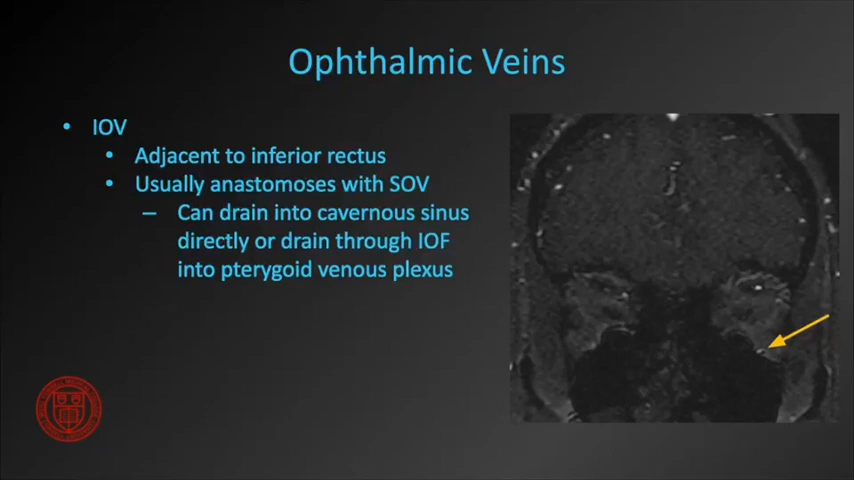 Ophthalmic Veins
• IOV
• Adjacent to inferior rectus
• Usually anastomoses with SOV
– Can drain into cavernous sinus
directly or drain through IOF
into pterygoid venous plexus